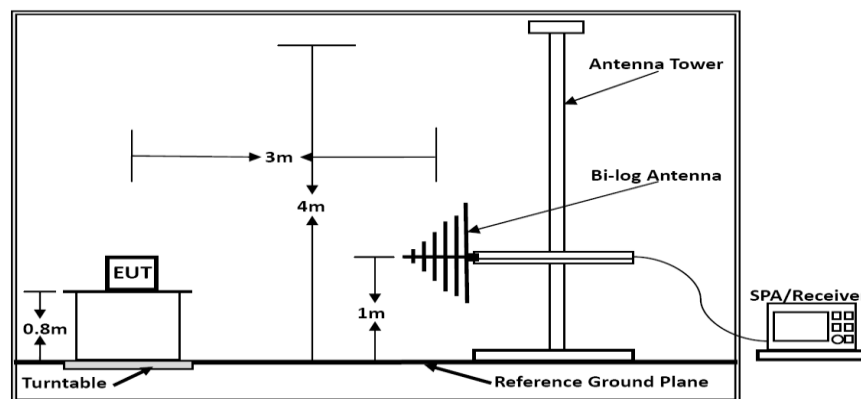 Antenna Tower
3m
Bi-log Antenna
4m
EUT
SPA/Receive
0.8m
1m
Turntable
Reference Ground Plane